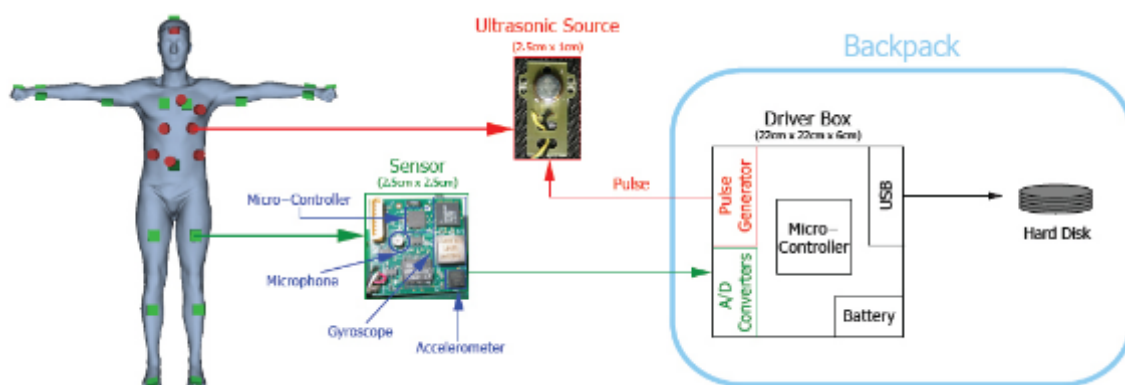 Ultrasonic Source
(2.5cm x 1cm)
Backpack
Driver Box
(22cm x 22cm x 6cm)
Sensor
(2.5cm x 2.5cm)
Micro-Controller
Pulse
Pulse
Generator
USB
Micro-
Controller
Hard Disk
Microphone
A/D
Converters
Gyroscope
Battery
Accelerometer